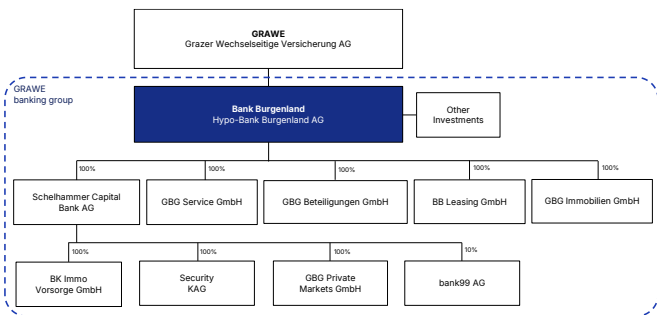 GRAWE
Grazer Wechselseitige Versicherung AG
GRAWE
banking group
Bank Burgenland
Hypo-Bank Burgenland AG
Other
Investments
100%
100%
100%
100%
100%
Schelhammer Capital
Bank AG
GBG Service GmbH
GBG Beteiligungen GmbH
BB Leasing GmbH
GBG Immobilien GmbH
100%
100%
100%
10%
BK Immo
Vorsorge GmbH
Security
KAG
GBG Private
Markets GmbH
bank99 AG